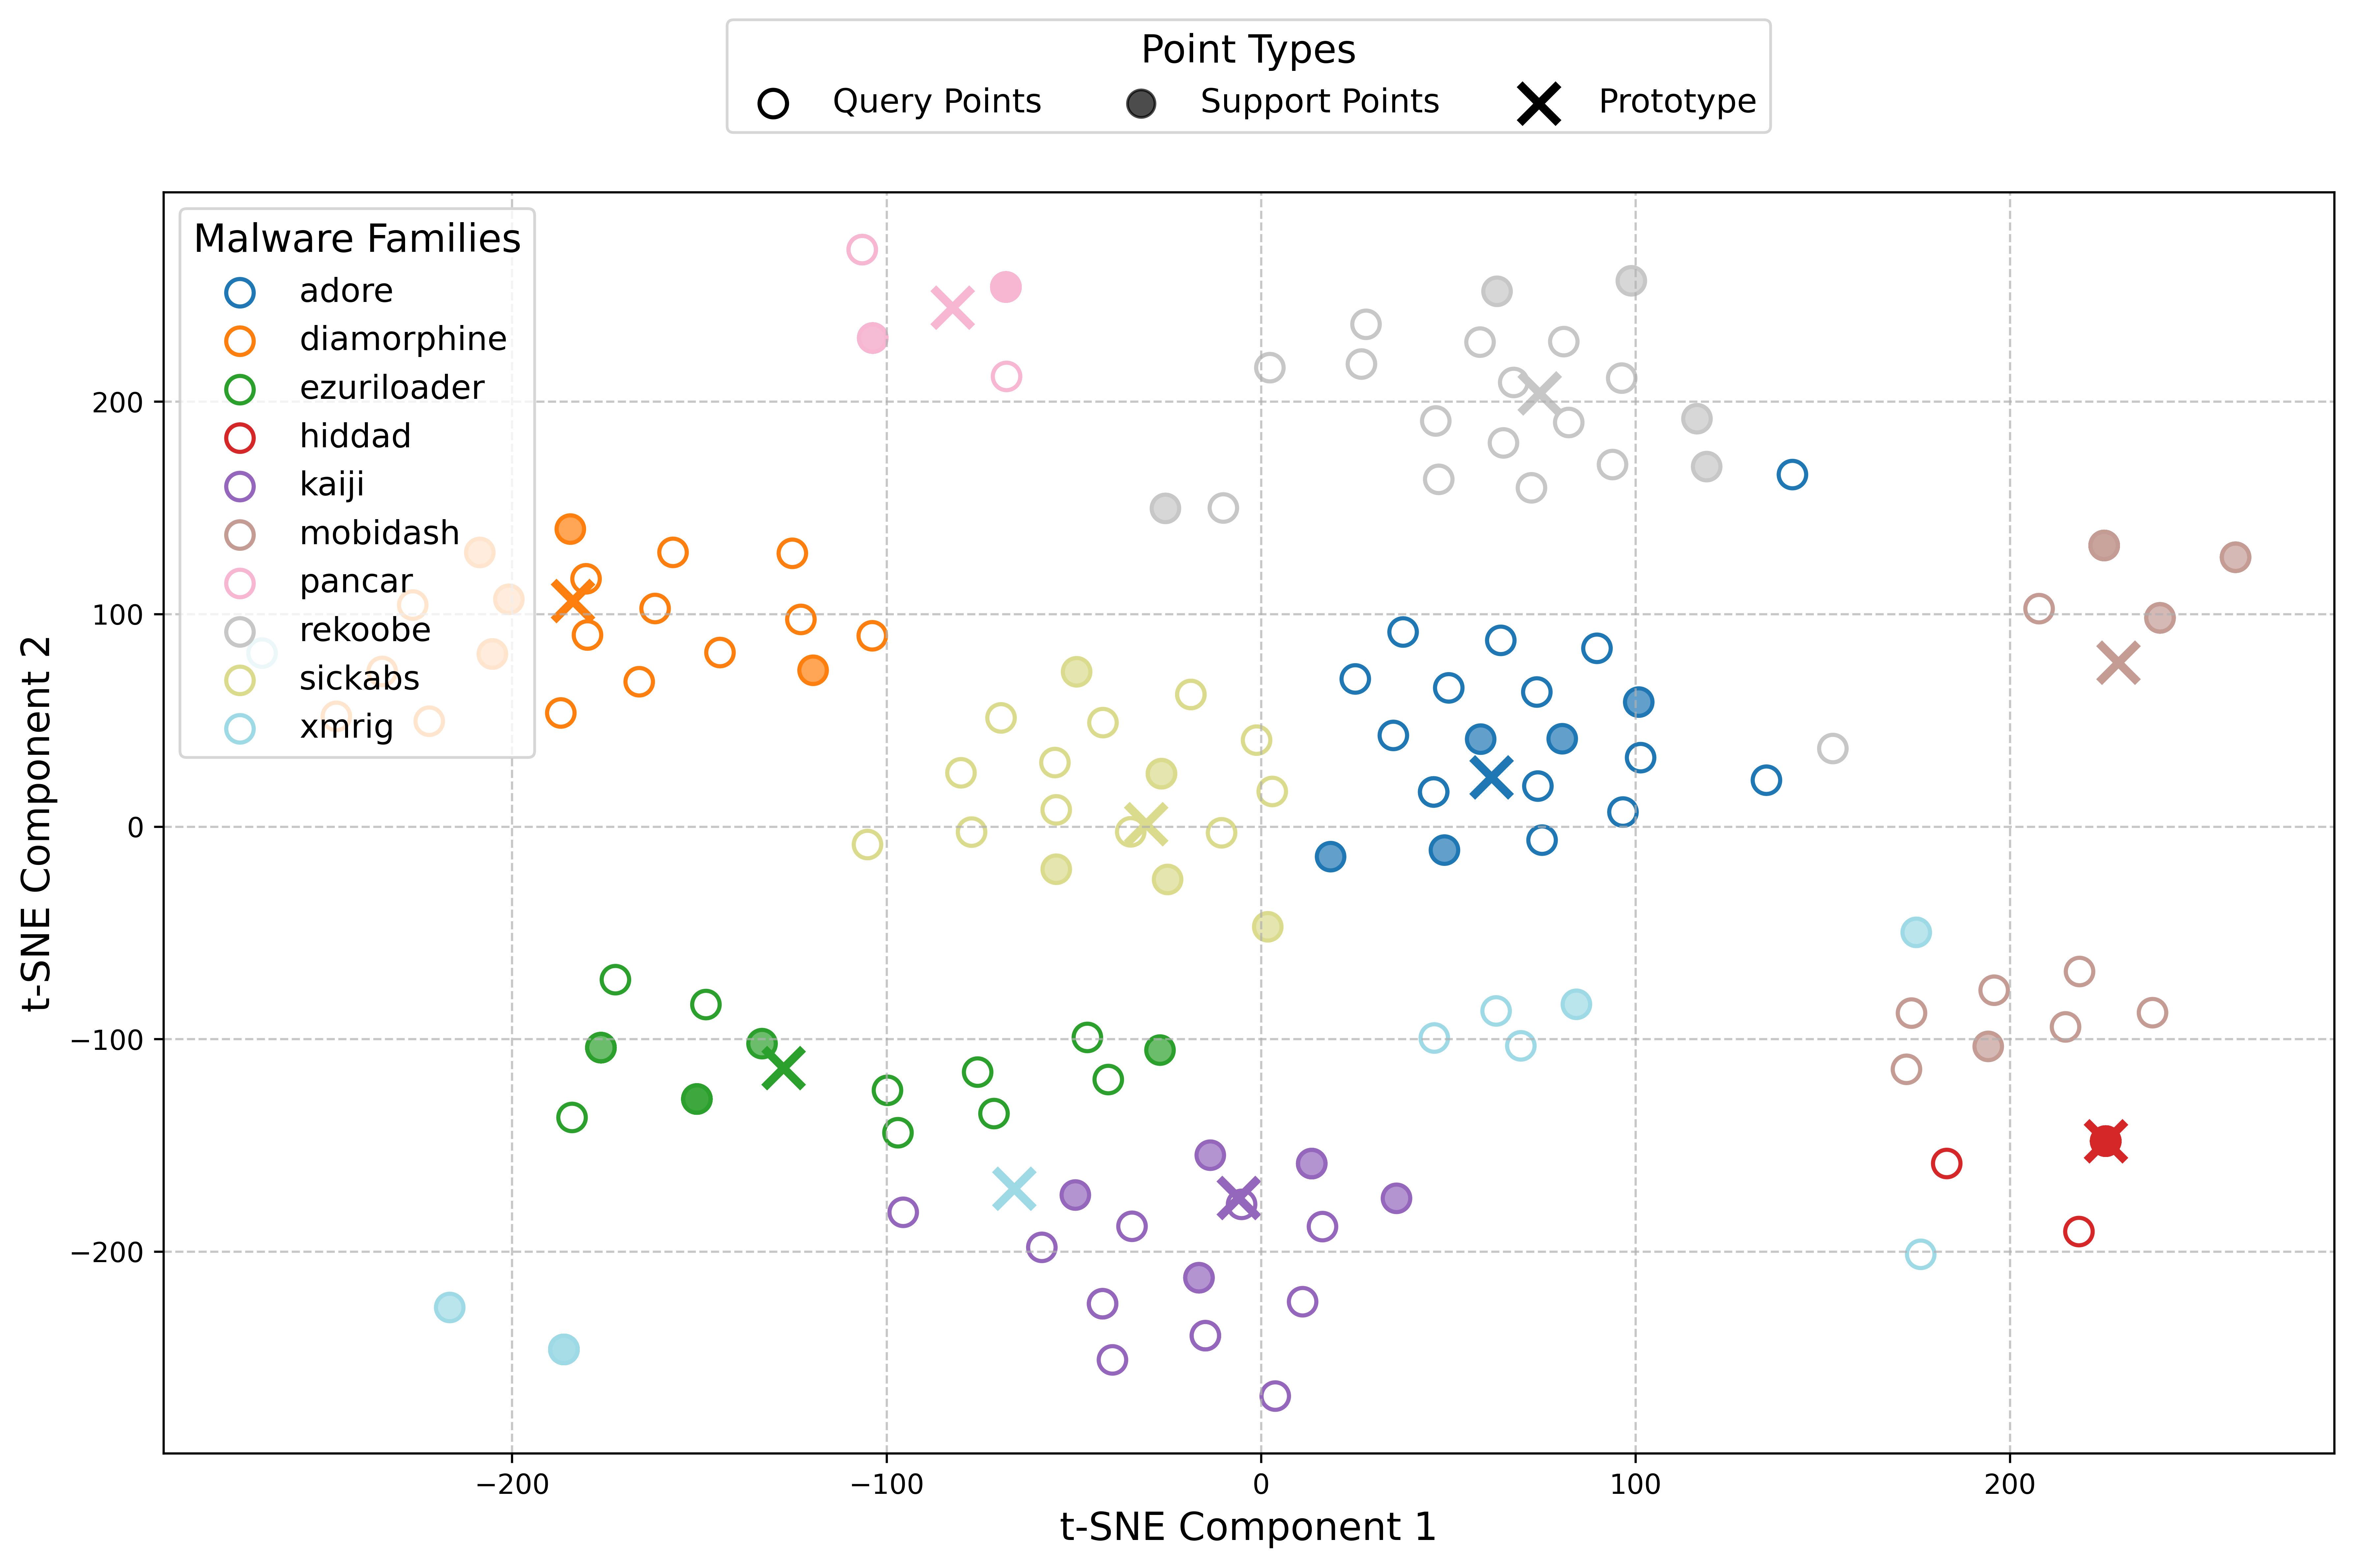 Point Types
Query Points Support Points Prototype
Malware Families
adore
diamorphine
ezuriloader
hiddad
kaiji
mobidash
pancar
rekoobe
sickabs
xmrig
t-SNE Component 2
200
100
0
−100
−200
−200 −100 0 100 200
t-SNE Component 1